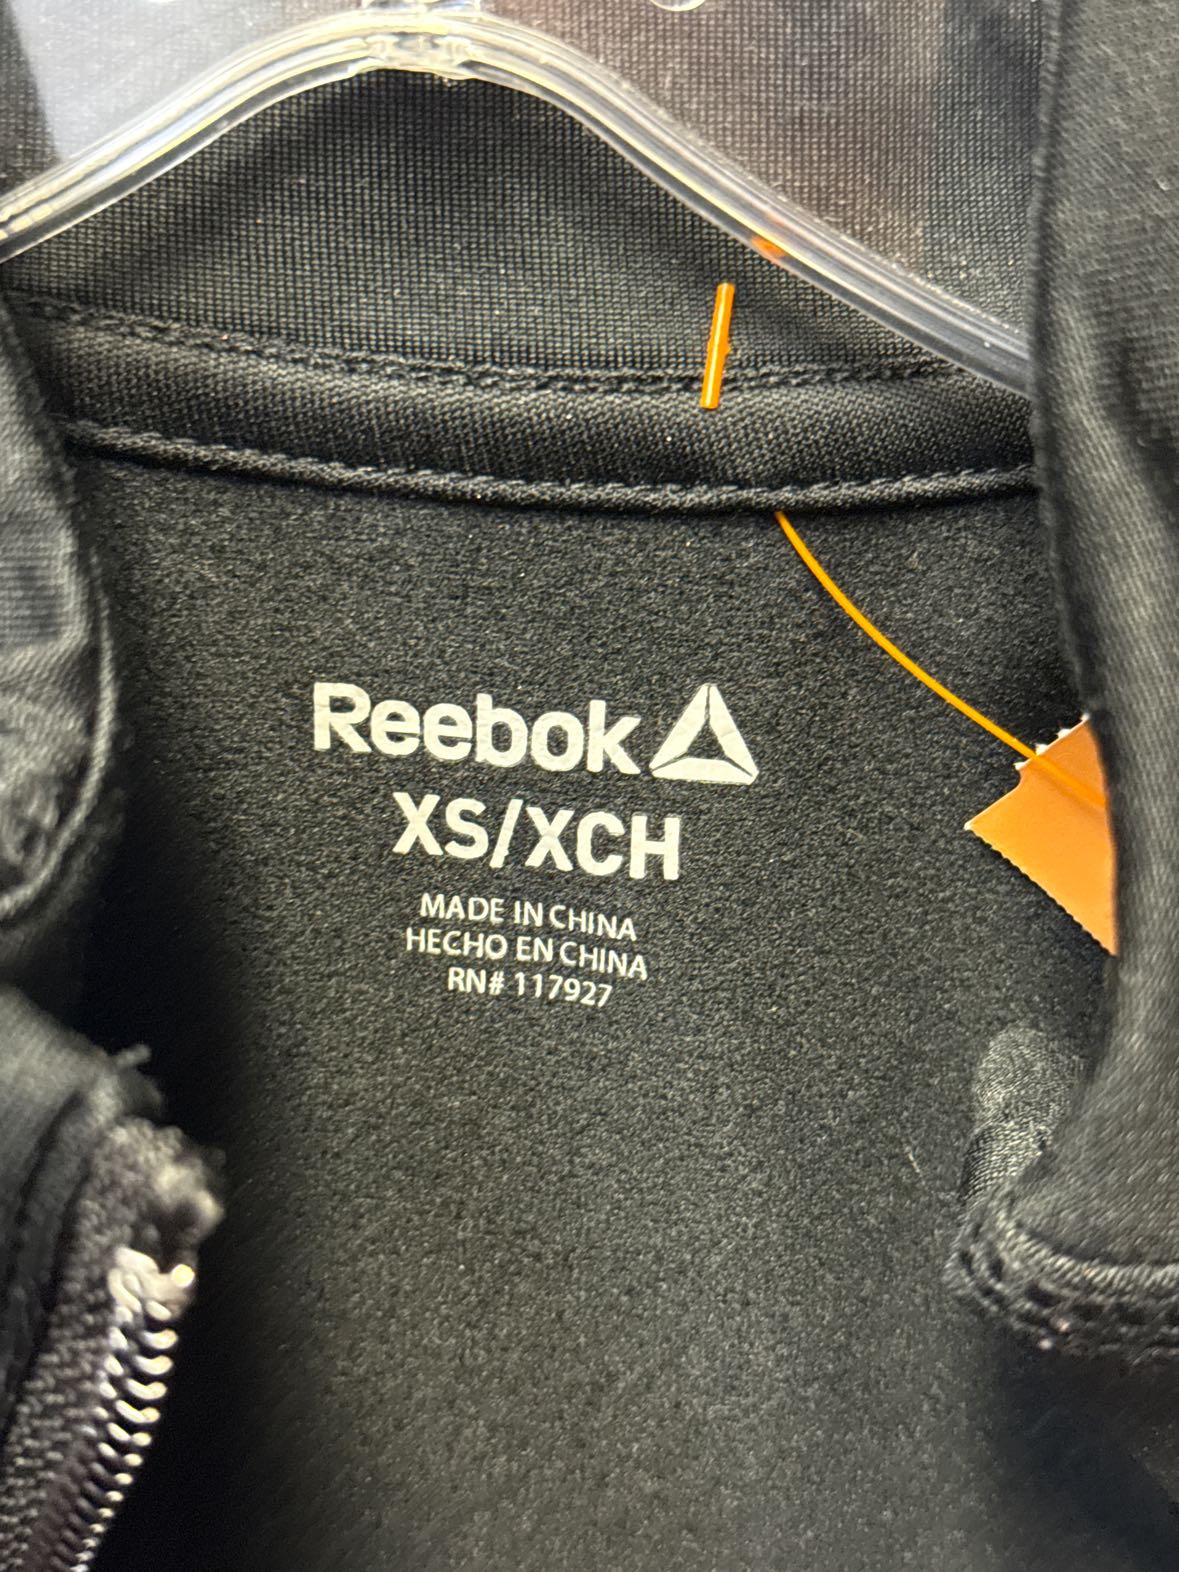 Reebok
XS/XCH
MADE IN CHINA
HECHO EN CHINA
RN# 117927